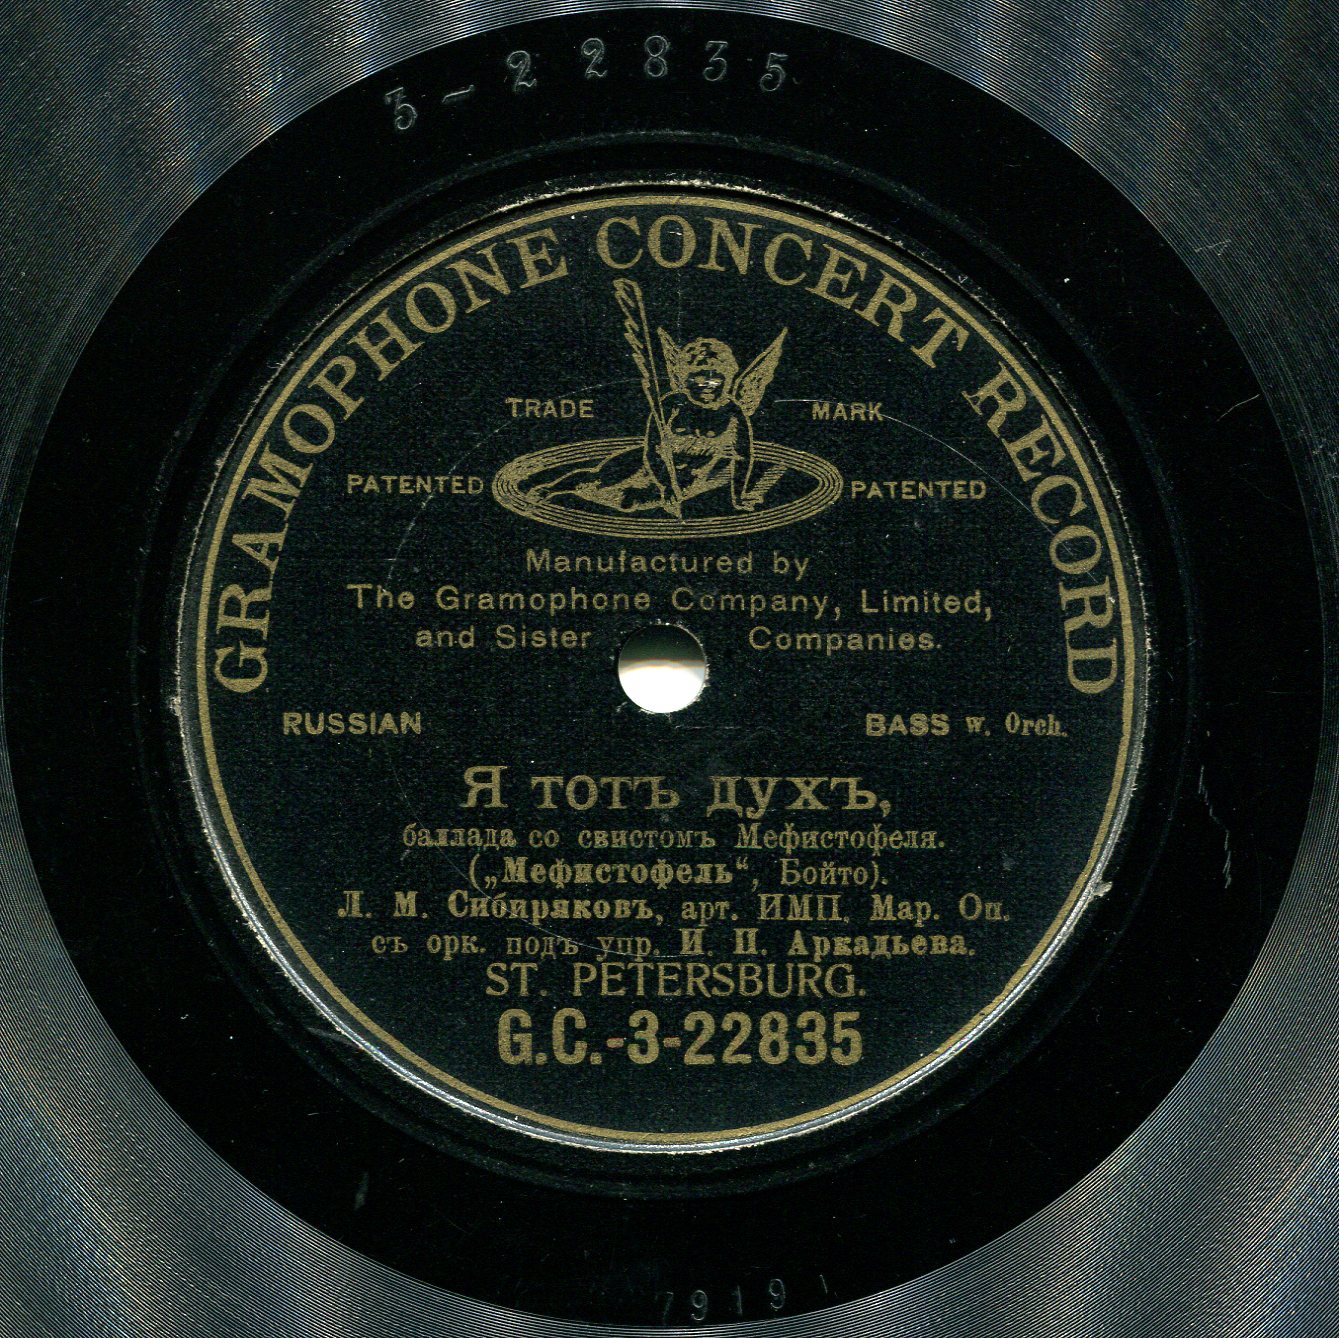 3-22835
GRAMOPHONE CONCERT RECORD
TRADE MARK
PATENTED PATENTED
Manufactured by
The Gramophone Company, Limited,
and Sister Companies.
RUSSIAN BASS w. Orch.
Я тотъ духъ,
баллада со свистомъ Мефистофеля.
(„Мефистофель“, Бойто).
Л. М. Сибиряковъ, арт. ИМП. Мар. Оп.
съ орк. подъ упр. И. П. Аркадьева.
ST. PETERSBURG.
G.C.-3-22835